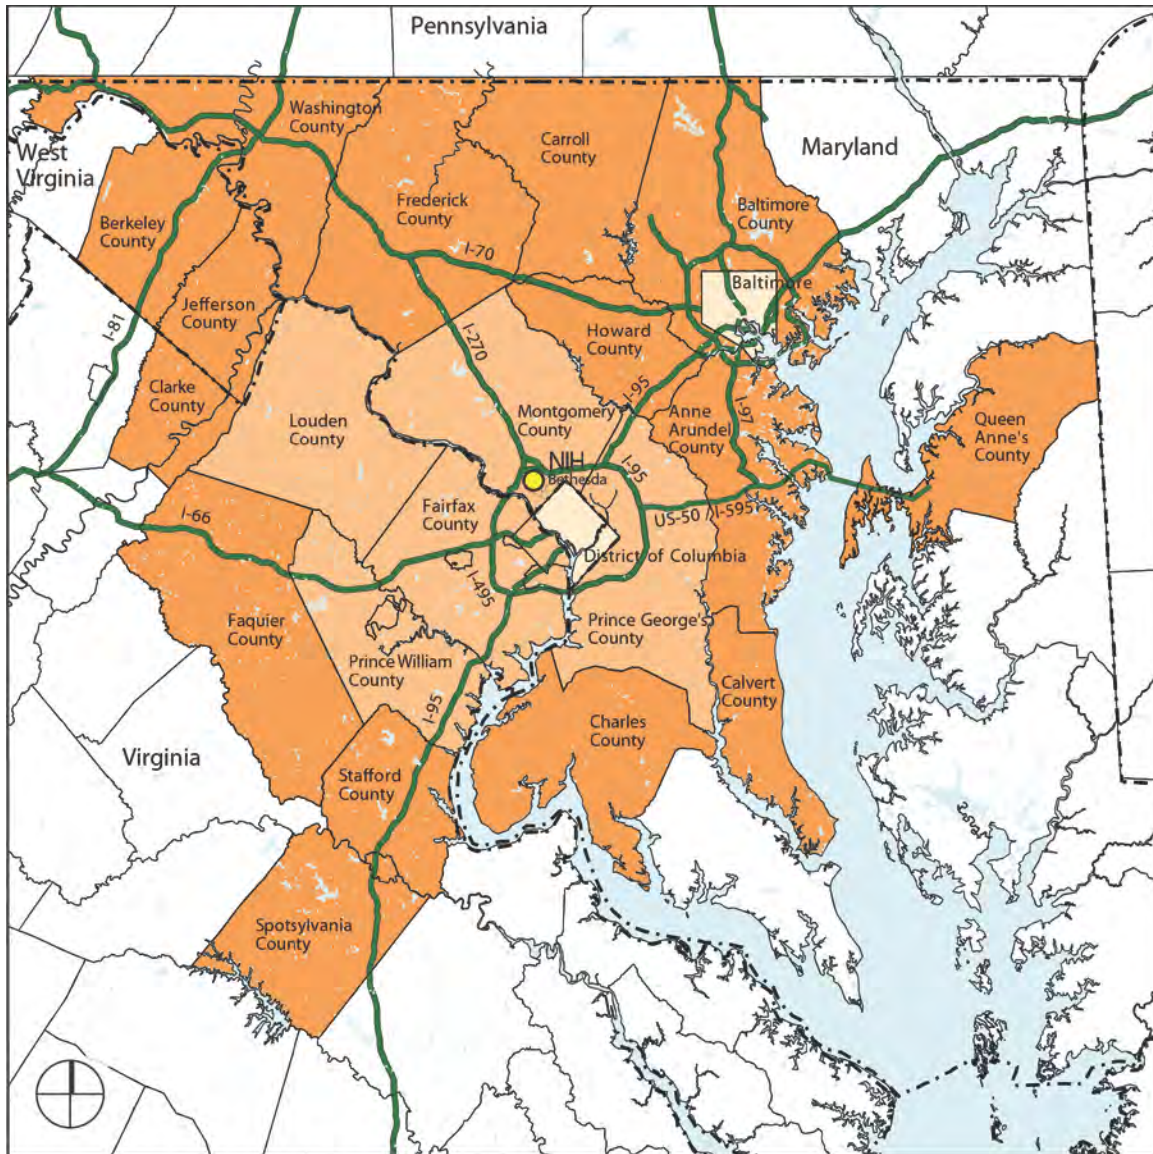 Pennsylvania
Washington
County
Carroll
County
Maryland
West
Virginia
Frederick
County
Baltimore
County
Berkeley
County
I-70
Baltimore
Jefferson
County
I-81
I-270
Howard
County
Clarke
County
I-95
Louden
County
Montgomery
County
Anne
Arundel
County
I-97
Queen
Anne's
County
NIH
Bethesda
I-95
Fairfax
County
I-66
US-50 / I-595
District of Columbia
I-495
Faquier
County
Prince George's
County
Prince William
County
Calvert
County
I-95
Charles
County
Virginia
Stafford
County
Spotsylvania
County